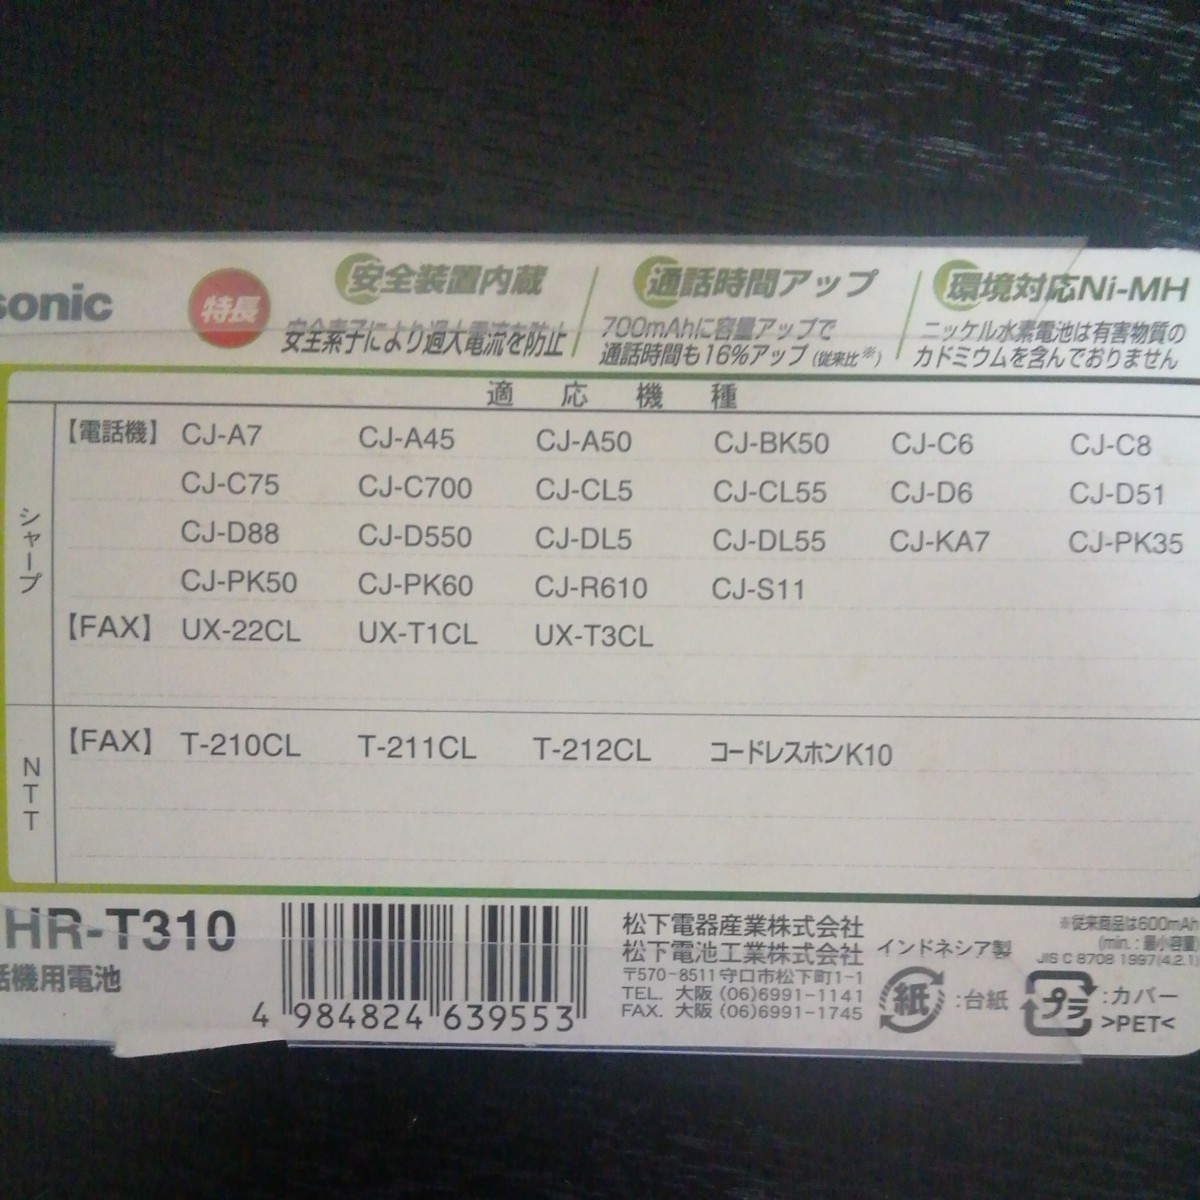 sonic
特長
安全装置内蔵
安全素子により過大電流を防止
通話時間アップ
700mAhに容量アップで
通話時間も16%アップ (従来比※)
環境対応Ni-MH
ニッケル水素電池は有害物質の
カドミウムを含んでおりません
適応機種
シャープ
【電話機】 CJ-A7 CJ-A45 CJ-A50 CJ-BK50 CJ-C6 CJ-C8
CJ-C75 CJ-C700 CJ-CL5 CJ-CL55 CJ-D6 CJ-D51
CJ-D88 CJ-D550 CJ-DL5 CJ-DL55 CJ-KA7 CJ-PK35
CJ-PK50 CJ-PK60 CJ-R610 CJ-S11
【FAX】 UX-22CL UX-T1CL UX-T3CL
NTT
【FAX】 T-210CL T-211CL T-212CL コードレスホンK10
HR-T310
話機用電池
4 984824 639553
松下電器産業株式会社
松下電池工業株式会社
〒570-8511 守口市松下町1-1
TEL. 大阪 (06)6991-1141
FAX. 大阪 (06)6991-1745
インドネシア製
紙 :台紙
※従来商品は600mAh
(min.:最小容量)
JIS C 8708 1997(4.2.1)
プラ :カバー
>PET<